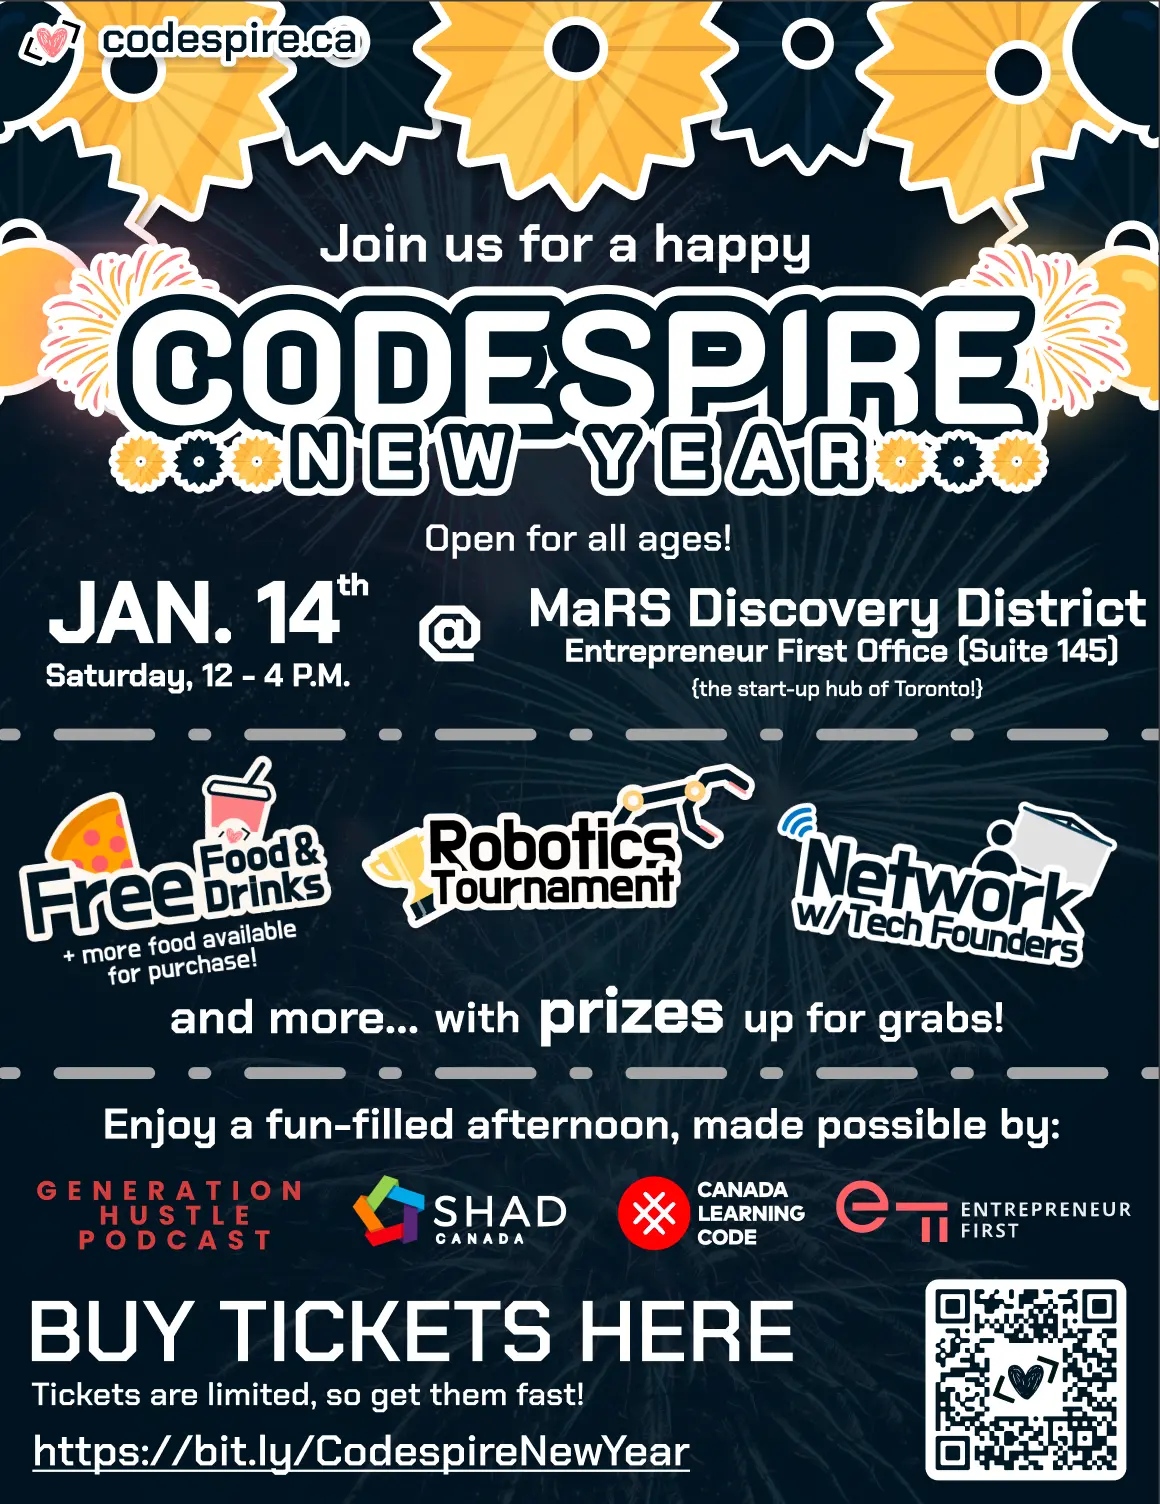 codespire.ca
Join us for a happy
CODESPIRE
NEW YEAR
Open for all ages!
JAN. 14th
Saturday, 12 - 4 P.M.
@
MaRS Discovery District
Entrepreneur First Office (Suite 145)
{the start-up hub of Toronto!}
Free Food &
Drinks
+ more food available
for purchase!
Robotics
Tournament
Network
w/ Tech Founders
and more... with prizes up for grabs!
Enjoy a fun-filled afternoon, made possible by:
GENERATION
HUSTLE
PODCAST
SHAD
CANADA
CANADA
LEARNING
CODE
ef
ENTREPRENEUR
FIRST
BUY TICKETS HERE
Tickets are limited, so get them fast!
https://bit.ly/CodespireNewYear